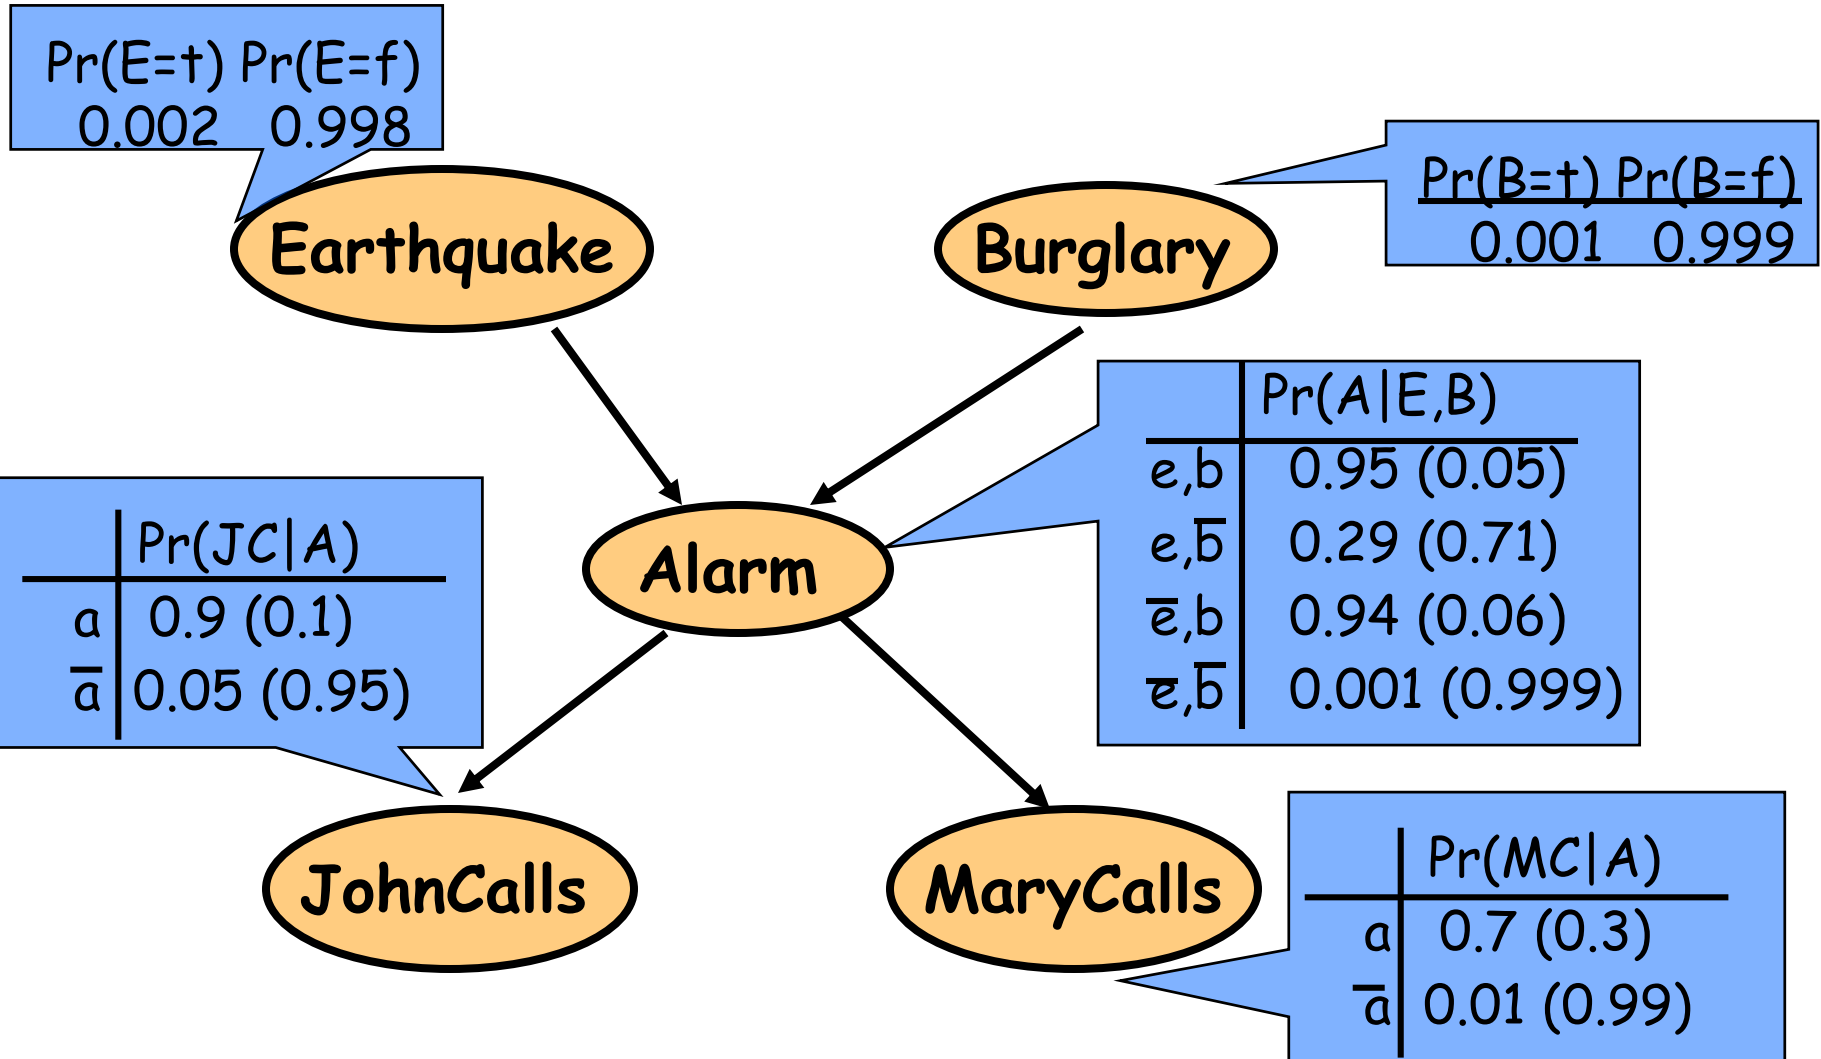 Pr(E=t) Pr(E=f)
0.002 0.998
Pr(B=t) Pr(B=f)
0.001 0.999
Earthquake
Burglary
Pr(A|E,B)
e,b 0.95 (0.05)
e,b̅ 0.29 (0.71)
e̅,b 0.94 (0.06)
e̅,b̅ 0.001 (0.999)
Pr(JC|A)
a 0.9 (0.1)
a̅ 0.05 (0.95)
Alarm
JohnCalls
MaryCalls
Pr(MC|A)
a 0.7 (0.3)
a̅ 0.01 (0.99)